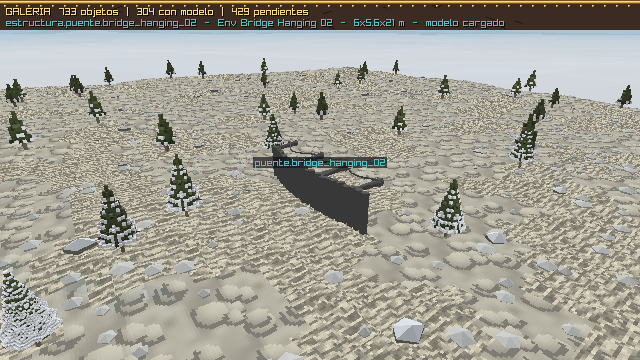 GALERÍA 733 objetos | 304 con modelo | 429 pendientes
estructura.puente.bridge_hanging_02 - Env Bridge Hanging 02 - 6x5.6x21 m - modelo cargado
puente.bridge_hanging_02